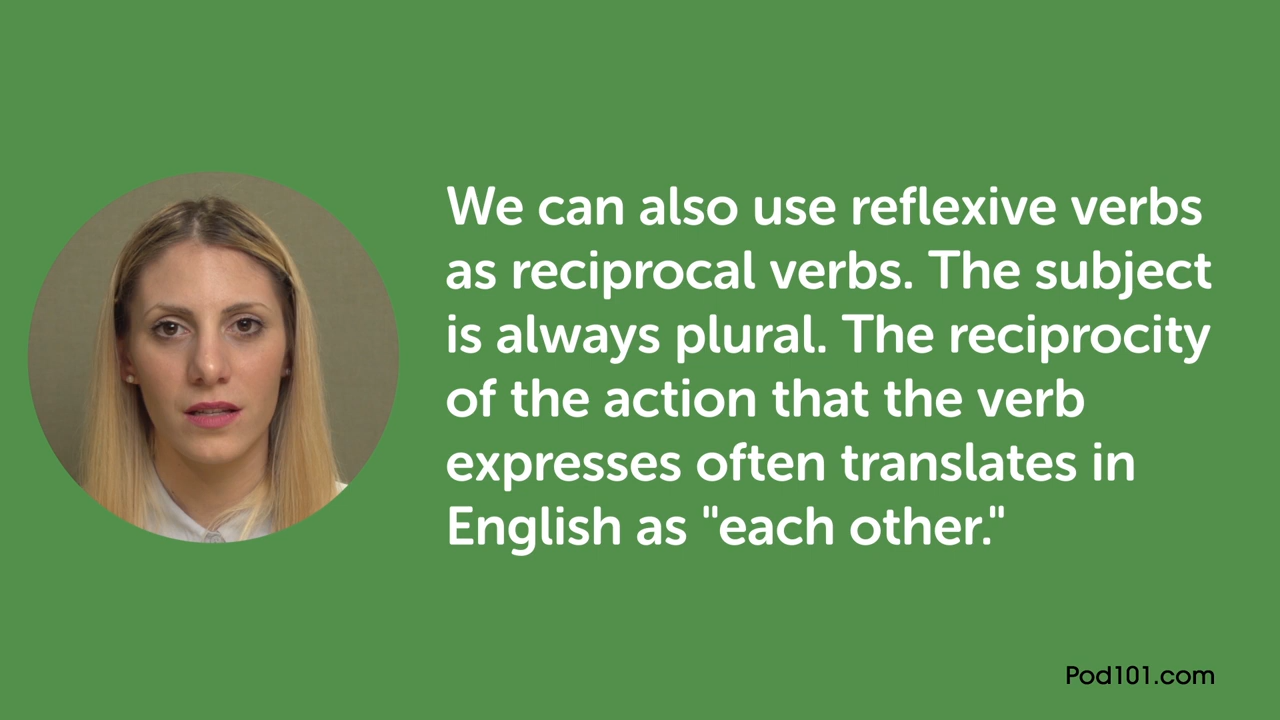 We can also use reflexive verbs
as reciprocal verbs. The subject
is always plural. The reciprocity
of the action that the verb
expresses often translates in
English as "each other."
Pod101.com